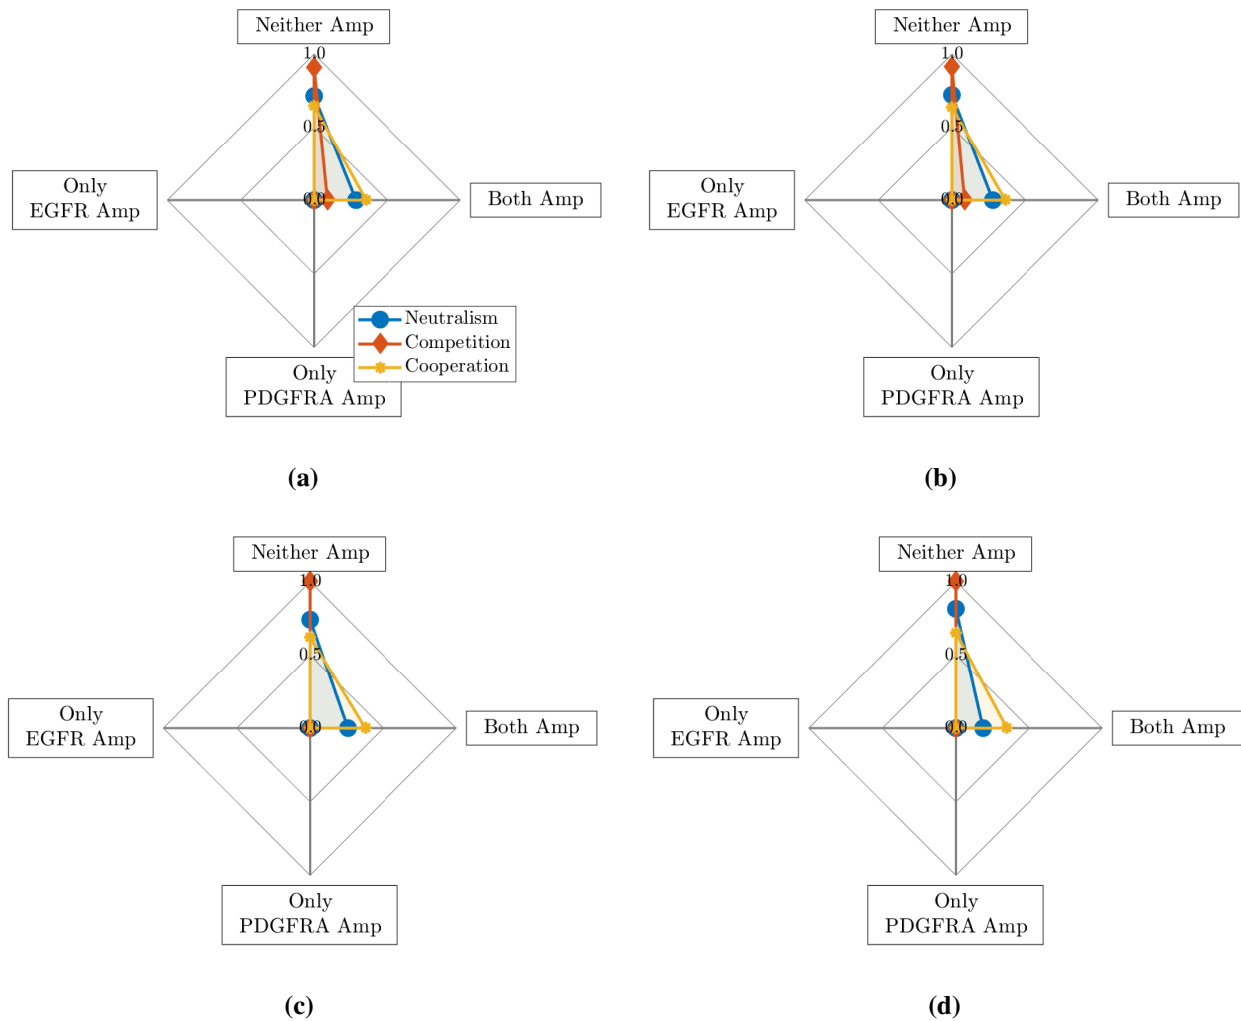 Neither Amp
1.0
0.5
Only
EGFR Amp
0.0
Both Amp
Neutralism
Competition
Cooperation
Only
PDGFRA Amp
(a)
Neither Amp
1.0
0.5
Only
EGFR Amp
0.0
Both Amp
Only
PDGFRA Amp
(b)
Neither Amp
1.0
0.5
Only
EGFR Amp
0.0
Both Amp
Only
PDGFRA Amp
(c)
Neither Amp
1.0
0.5
Only
EGFR Amp
0.0
Both Amp
Only
PDGFRA Amp
(d)